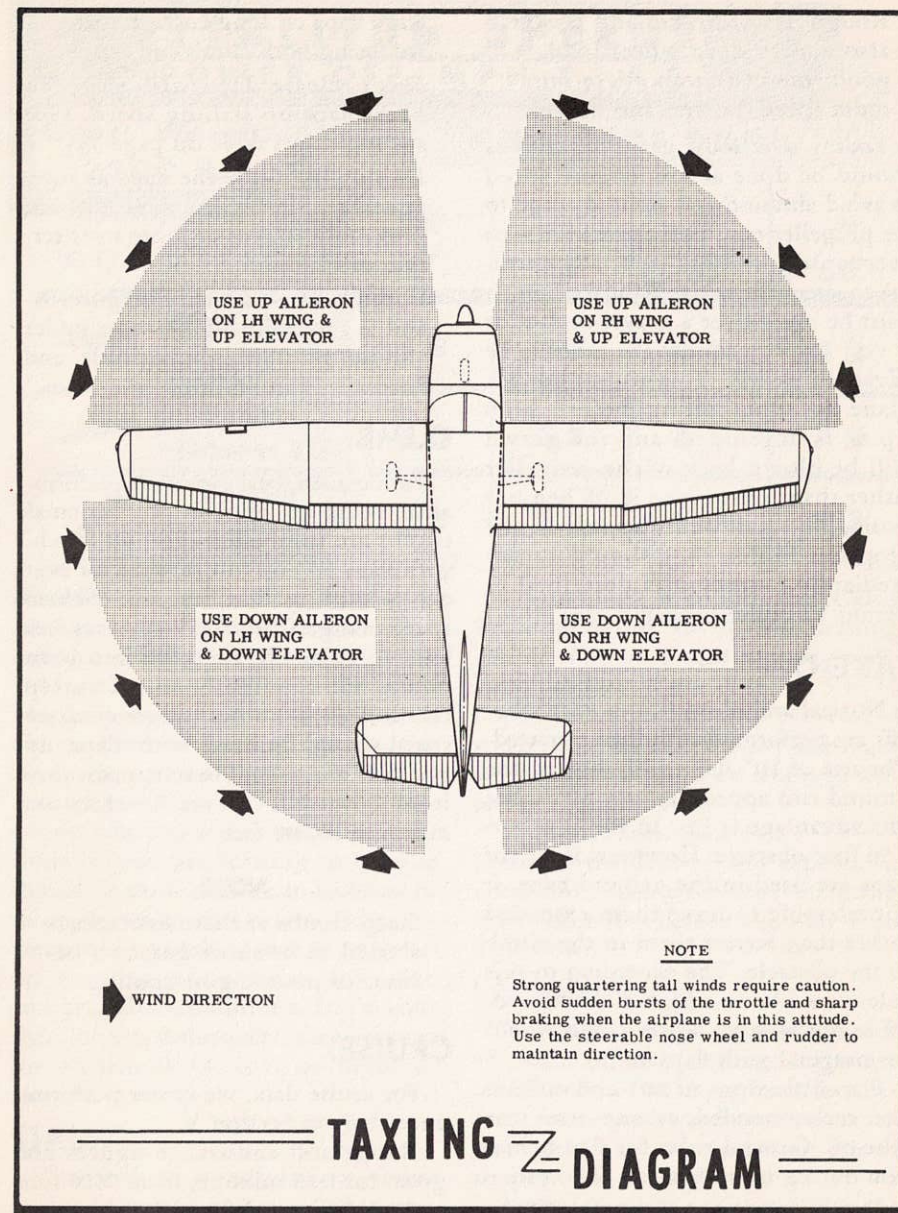 USE UP AILERON
ON LH WING &
UP ELEVATOR
USE UP AILERON
ON RH WING
& UP ELEVATOR
USE DOWN AILERON
ON LH WING
& DOWN ELEVATOR
USE DOWN AILERON
ON RH WING
& DOWN ELEVATOR
WIND DIRECTION
NOTE
Strong quartering tail winds require caution.
Avoid sudden bursts of the throttle and sharp
braking when the airplane is in this attitude.
Use the steerable nose wheel and rudder to
maintain direction.
TAXIING
DIAGRAM